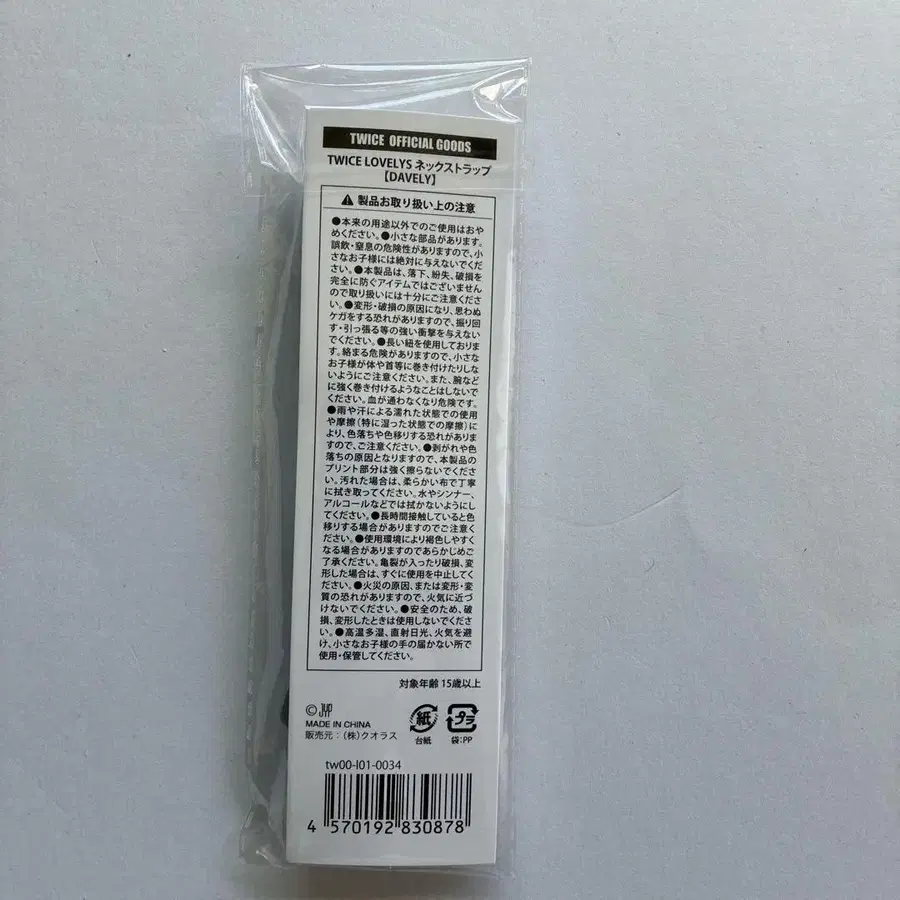 TWICE OFFICIAL GOODS
TWICE LOVELYS ネックストラップ
【DAVELY】
⚠ 製品お取り扱い上の注意
●本来の用途以外でのご使用はおや
めください。●小さな部品があります。
誤飲・窒息の危険性がありますので、小
さなお子様には絶対に与えないでくだ
さい。●本製品は、落下、紛失、破損を
完全に防ぐアイテムではございません
ので取り扱いには十分にご注意くださ
い。●変形・破損の原因になり、思わぬ
ケガをする恐れがありますので、振り回
す・引っ張る等の強い衝撃を与えない
でください。●長い紐を使用しておりま
す。絡まる危険がありますので、小さな
お子様が体や首等に巻き付けたりしな
いようにご注意ください。また、腕など
に強く巻き付けるようなことはしないで
ください。血が通わなくなり危険です。
●雨や汗による濡れた状態での使用
や摩擦(特に湿った状態での摩擦)に
より、色落ちや色移りする恐れがありま
すので、ご注意ください。●剥がれや色
落ちの原因となりますので、本製品の
プリント部分は強く擦らないでくださ
い。汚れた場合は、柔らかい布で丁寧
に拭き取ってください。水やシンナー、
アルコールなどでは拭かないようにし
てください。●長時間接触していると色
移りする場合がありますのでご注意く
ださい。●使用環境により褪色しやすく
なる場合がありますのであらかじめご
了承ください。亀裂が入ったり破損、変
形した場合は、すぐに使用を中止してく
ださい。●火災の原因、または変形・変
質の恐れがありますので、火気に近づ
けないでください。●安全のため、破
損、変形したときは使用しないでくださ
い。●高温多湿、直射日光、火気を避
け、小さなお子様の手の届かない所で
使用・保管してください。
対象年齢 15歳以上
© JYP
MADE IN CHINA
販売元:(株)クオラス
紙
台紙
プラ
袋:PP
tw00-l01-0034
4 570192 830878